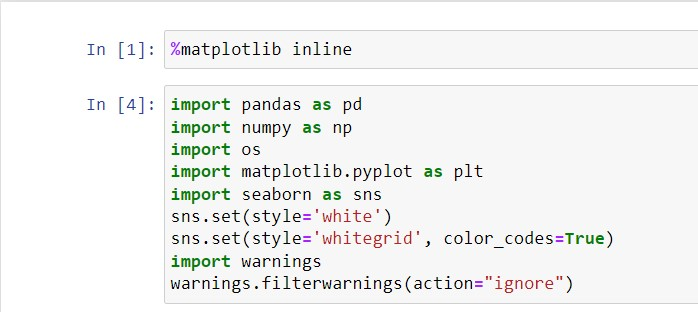 In [1]: %matplotlib inline
In [4]: import pandas as pd
import numpy as np
import os
import matplotlib.pyplot as plt
import seaborn as sns
sns.set(style='white')
sns.set(style='whitegrid', color_codes=True)
import warnings
warnings.filterwarnings(action="ignore")